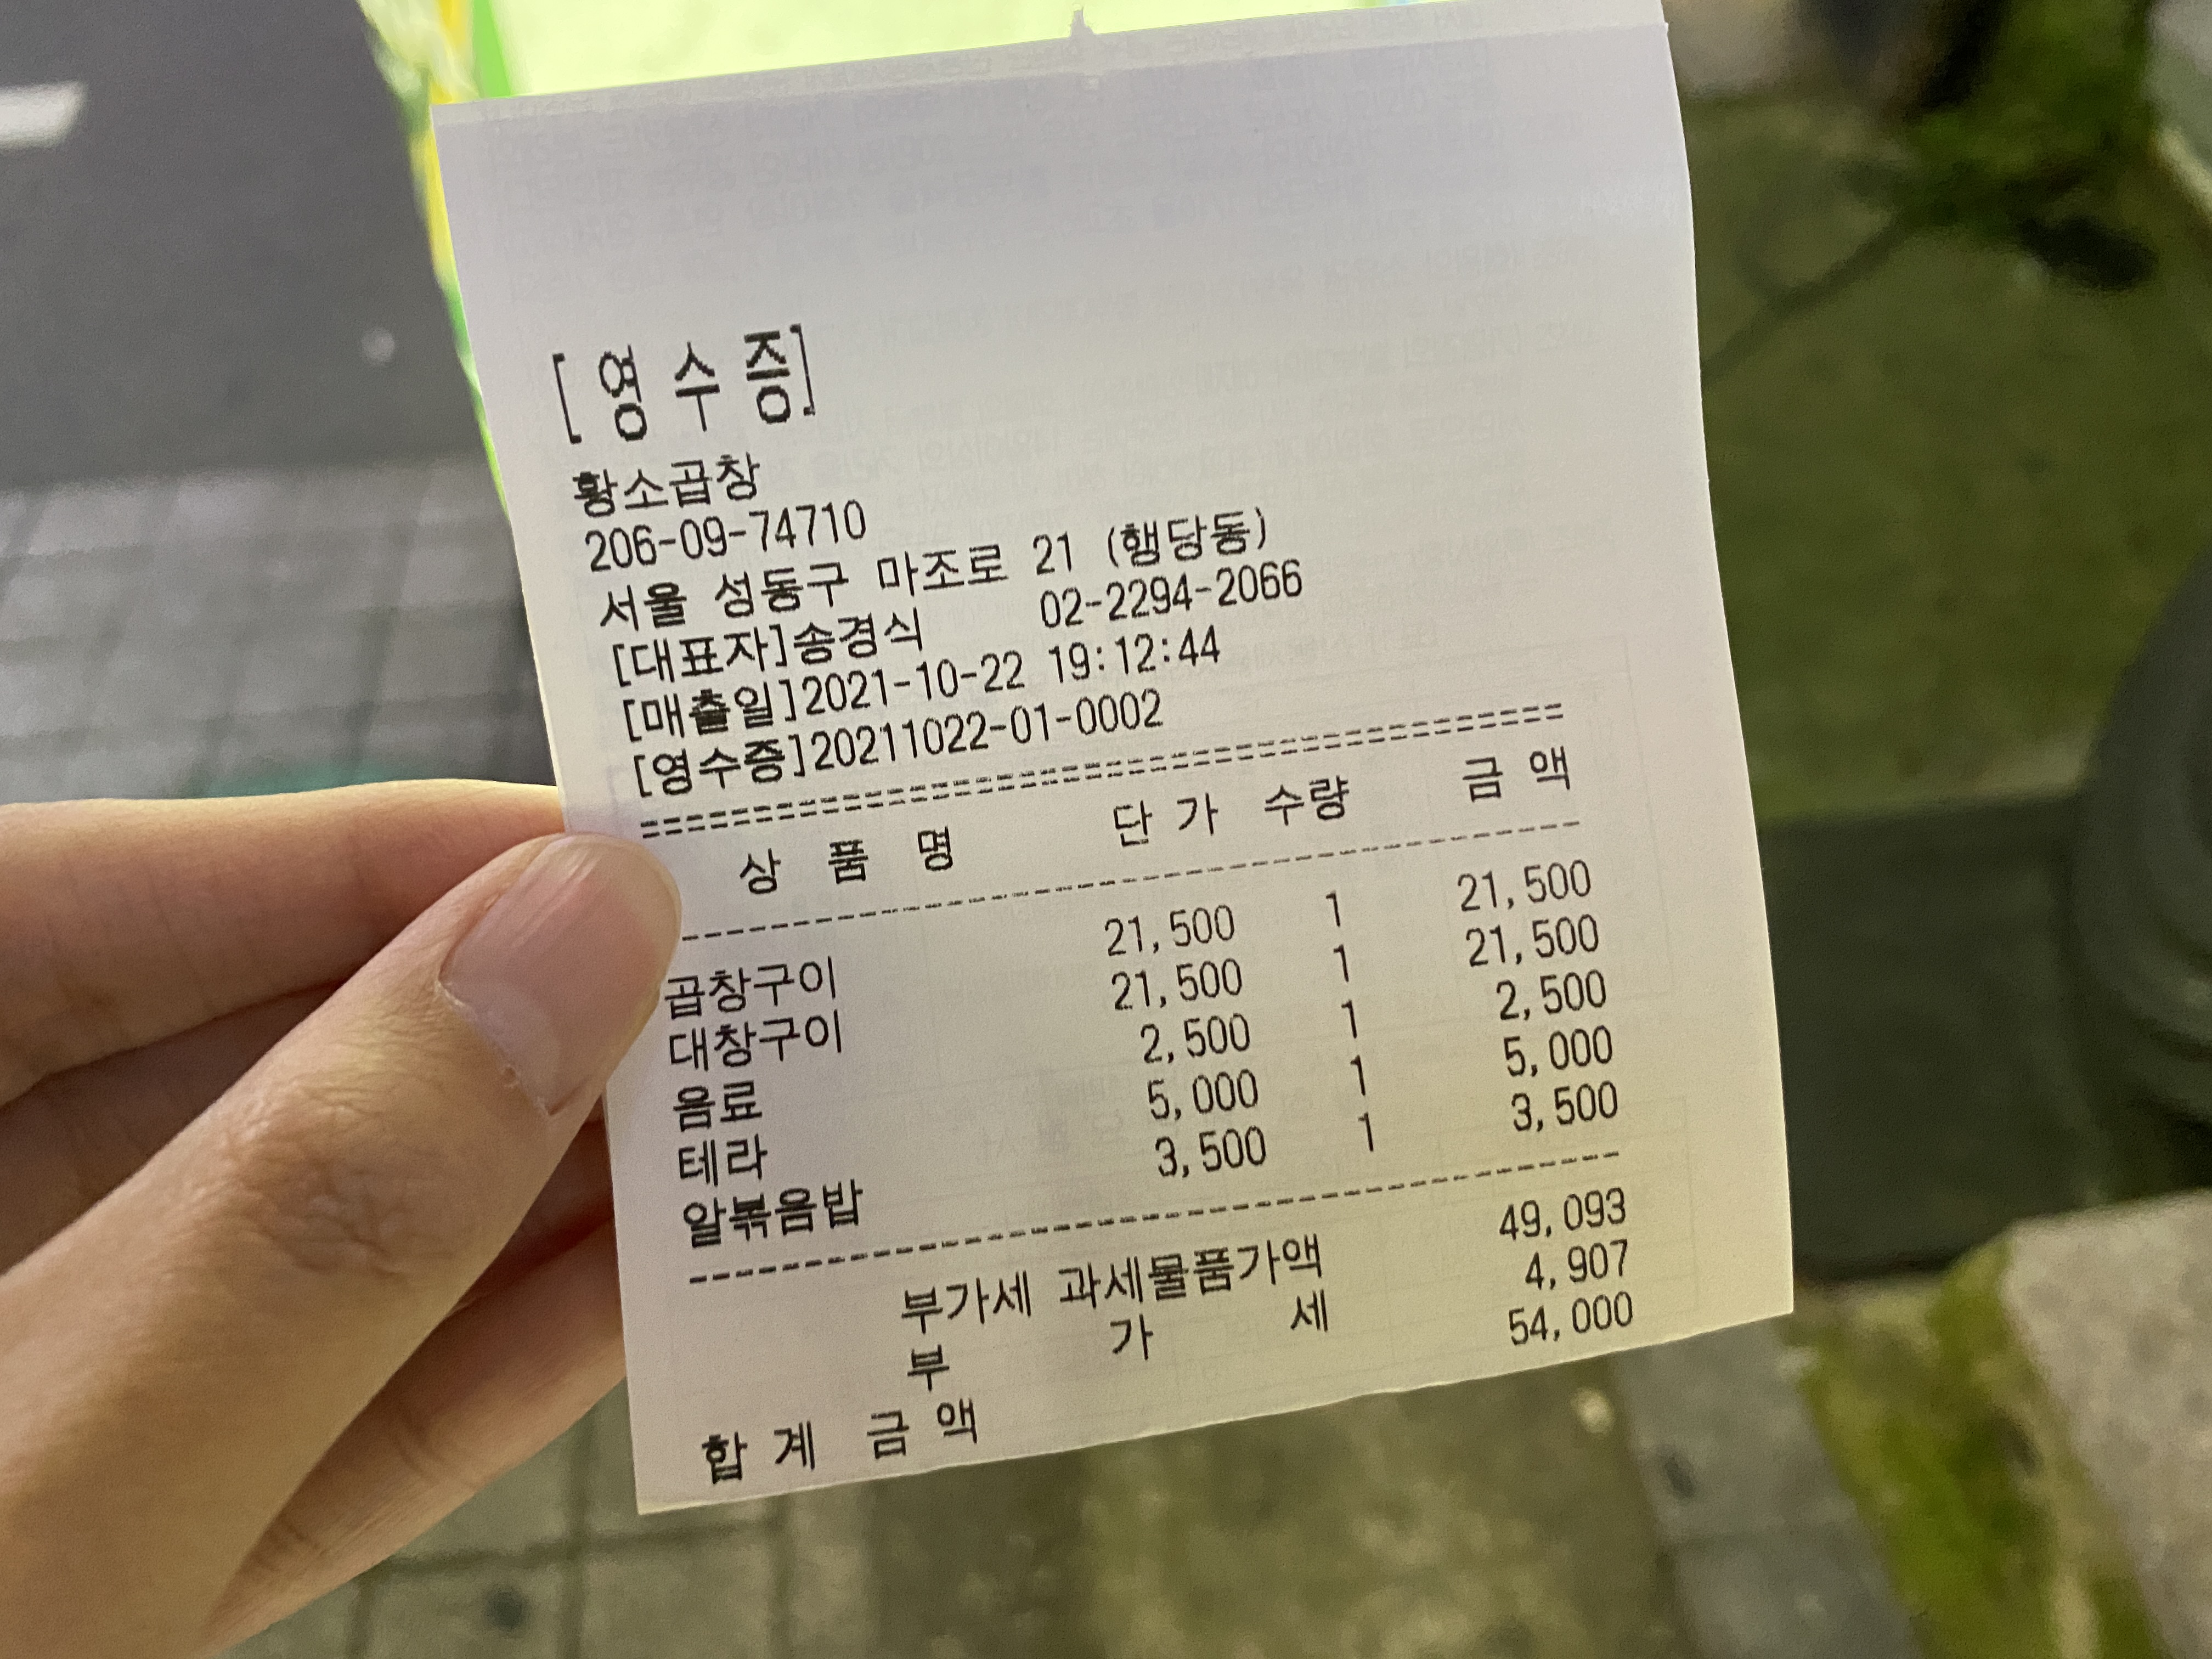 [ 영 수 증]
황소곱창
206-09-74710
서울 성동구 마조로 21 (행당동)
[대표자]송경식 02-2294-2066
[매출일]2021-10-22 19:12:44
[영수증]20211022-01-0002
상 품 명 단 가 수량 금 액
곱창구이 21,500 1 21,500
대창구이 21,500 1 21,500
음료 2,500 1 2,500
테라 5,000 1 5,000
알볶음밥 3,500 1 3,500
부가세 과세물품가액 49,093
부 가 세 4,907
합 계 금 액 54,000